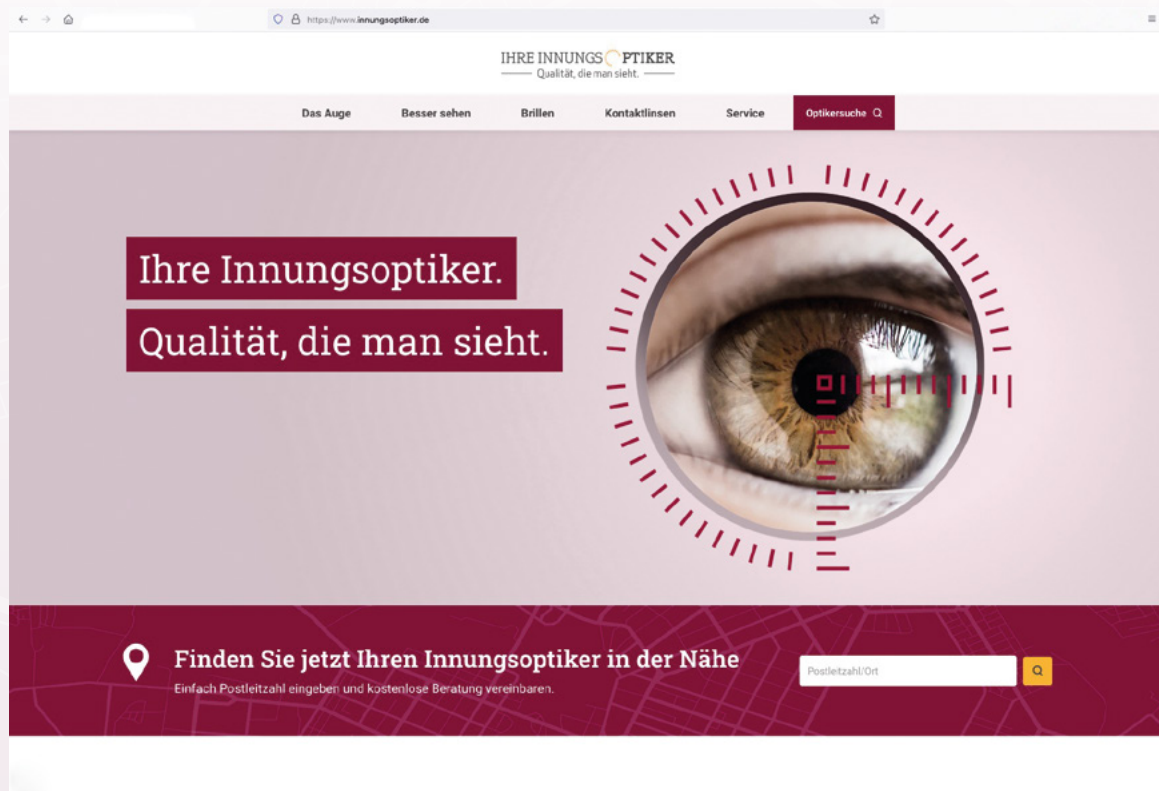 https://www.innungsoptiker.de
IHRE INNUNGSOPTIKER
Qualität, die man sieht.
Das Auge
Besser sehen
Brillen
Kontaktlinsen
Service
Optikersuche
Ihre Innungsoptiker.
Qualität, die man sieht.
Finden Sie jetzt Ihren Innungsoptiker in der Nähe
Einfach Postleitzahl eingeben und kostenlose Beratung vereinbaren.
Postleitzahl/Ort